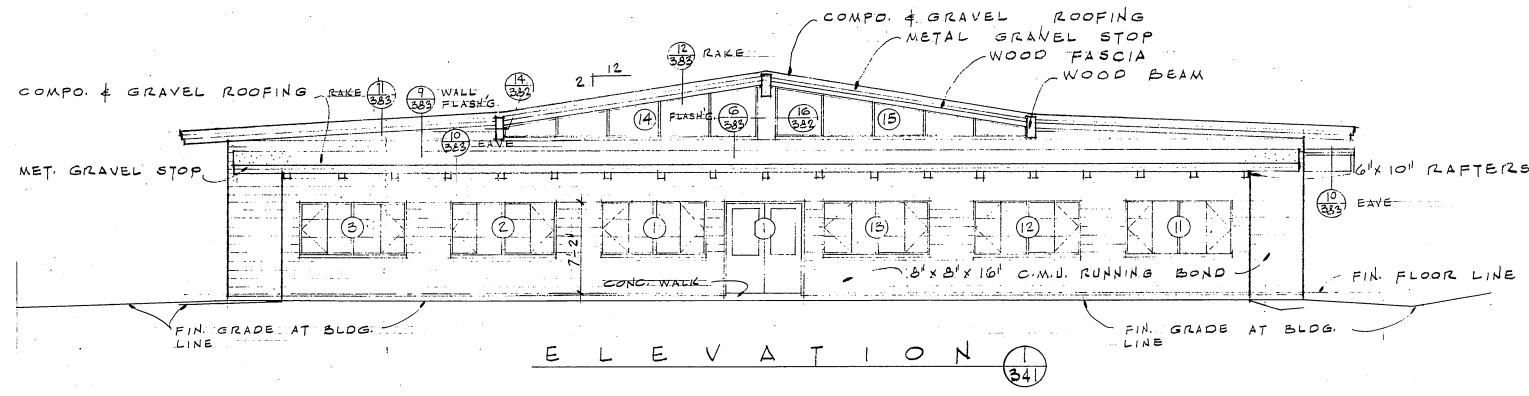 COMPO. & GRAVEL ROOFING
METAL GRAVEL STOP
WOOD FASCIA
WOOD BEAM
12
383
RAKE
2
12
14
382
COMPO. & GRAVEL ROOFING
RAKE
11
383
9
383
WALL
FLASH'G.
10
383
EAVE
14
FLASH'G.
6
383
16
382
15
MET. GRAVEL STOP
6"x 10" RAFTERS
10
383
EAVE
3
2
1
1
13
12
11
7'-2"
8" x 8" x 16" C.M.U. RUNNING BOND
CONC. WALK
FIN. FLOOR LINE
FIN. GRADE AT BLDG.
LINE
FIN. GRADE AT BLDG.
LINE
ELEVATION
1
341